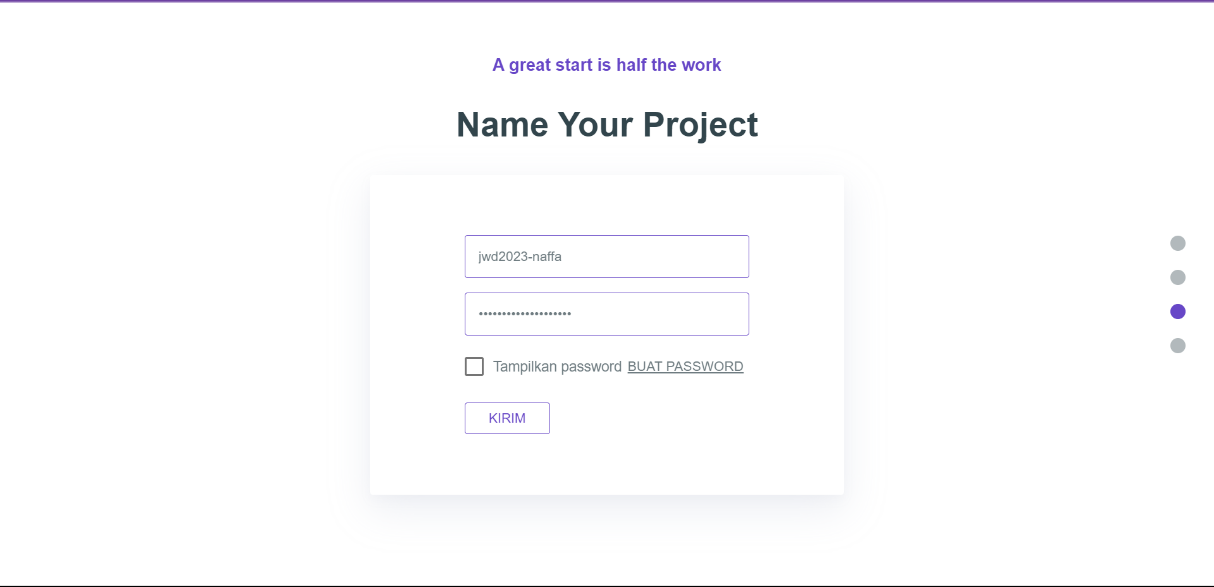 A great start is half the work
Name Your Project
jwd2023-naffa
••••••••••••••••••••
Tampilkan password BUAT PASSWORD
KIRIM